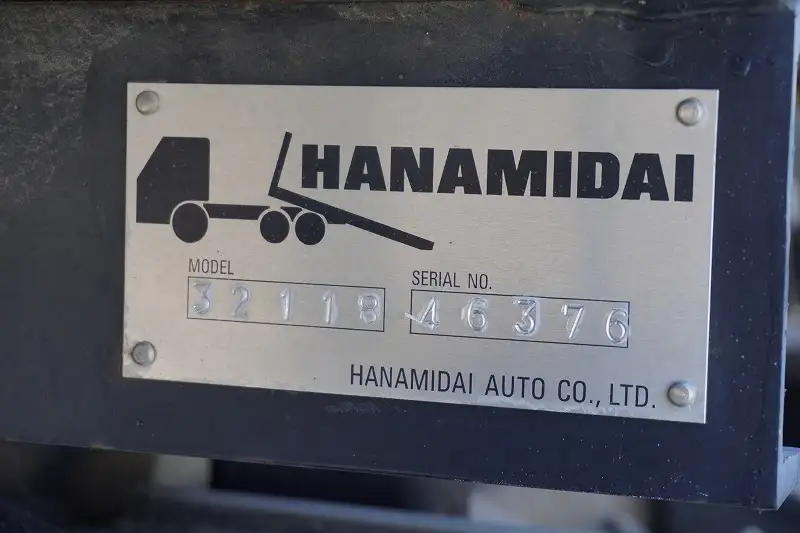 HANAMIDAI
MODEL
32118
SERIAL NO.
46376
HANAMIDAI AUTO CO., LTD.